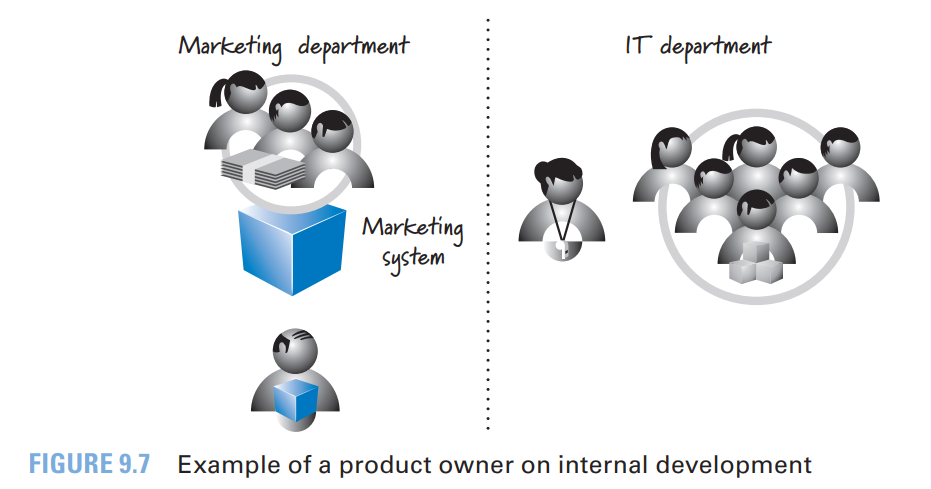 Marketing department
IT department
Marketing
system
FIGURE 9.7 Example of a product owner on internal development